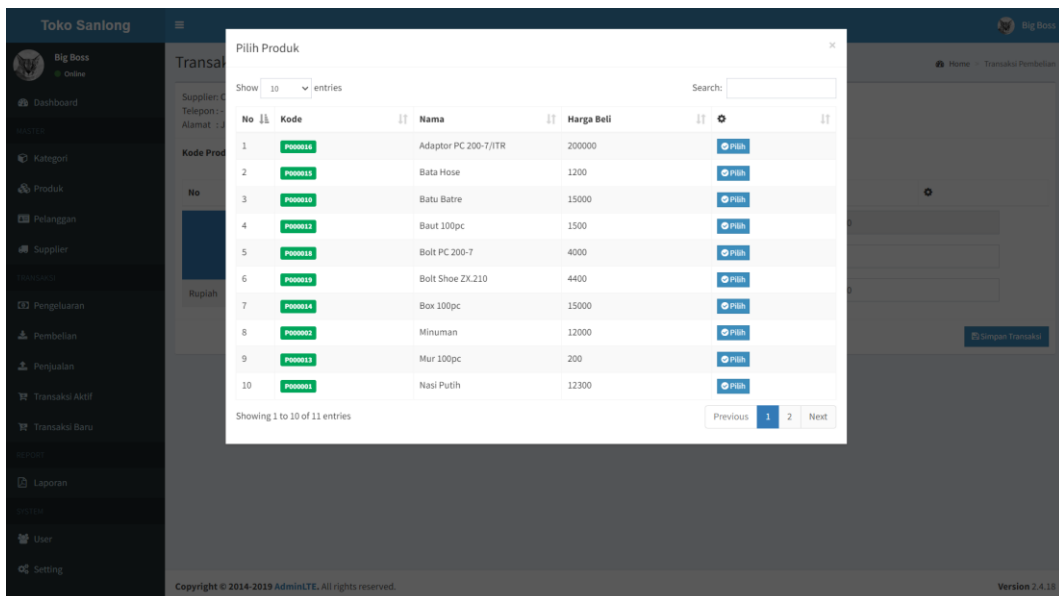 Toko Sanlong
Big Boss
Big Boss
Online
Dashboard
MASTER
Kategori
Produk
Pelanggan
Supplier
TRANSAKSI
Pengeluaran
Pembelian
Penjualan
Transaksi Aktif
Transaksi Baru
REPORT
Laporan
SYSTEM
User
Setting
Home > Transaksi Pembelian
Supplier:
Telepon : -
Alamat :
No
Rupiah
Simpan Transaksi
Pilih Produk ×
Show 10 entries Search:
No Kode Nama Harga Beli
1 P000016 Adaptor PC 200-7/ITR 200000 Pilih
2 P000015 Bata Hose 1200 Pilih
3 P000010 Batu Batre 15000 Pilih
4 P000012 Baut 100pc 1500 Pilih
5 P000018 Bolt PC 200-7 4000 Pilih
6 P000019 Bolt Shoe ZX.210 4400 Pilih
7 P000014 Box 100pc 15000 Pilih
8 P000002 Minuman 12000 Pilih
9 P000013 Mur 100pc 200 Pilih
10 P000001 Nasi Putih 12300 Pilih
Showing 1 to 10 of 11 entries Previous 1 2 Next
Copyright © 2014-2019 AdminLTE. All rights reserved. Version 2.4.18